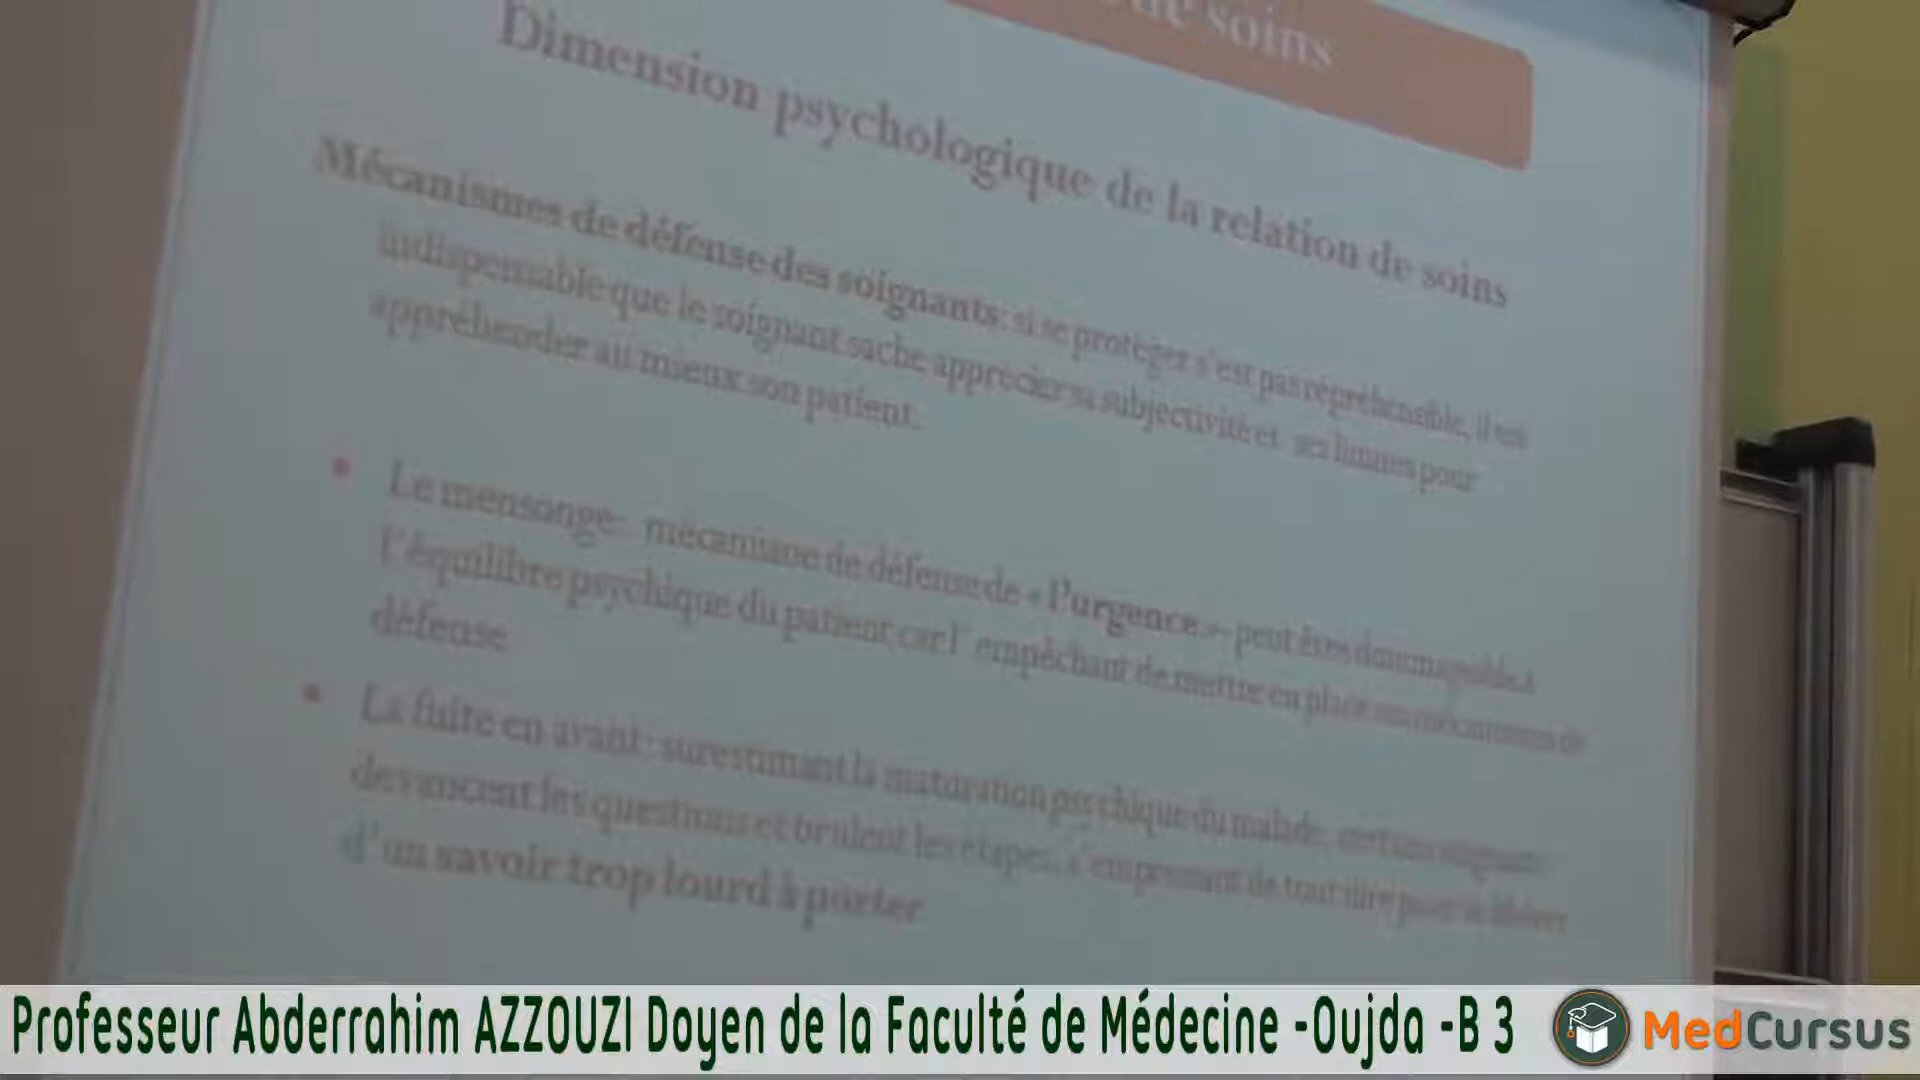 de soins
Dimension psychologique de la relation de soins
Mécanismes de défense des soignants: si se protéger s'est pas répréhensible, il est
indispensable que le soignant sache apprécier sa subjectivité et ses limites pour
appréhender au mieux son patient.
Le mensonge: mécanisme de défense de « l'urgence » peut être dommageable à
l'équilibre psychique du patient car l' empêchant de mettre en place ses mécanismes de
défense
La fuite en avant: surestimant la maturation psychique du malade, certains soignants
devancent les questions et brulent les étapes, s'empressant de tout dire pour se libérer
d'un savoir trop lourd à porter
Professeur Abderrahim AZZOUZI Doyen de la Faculté de Médecine -Oujda -B 3
MedCursus